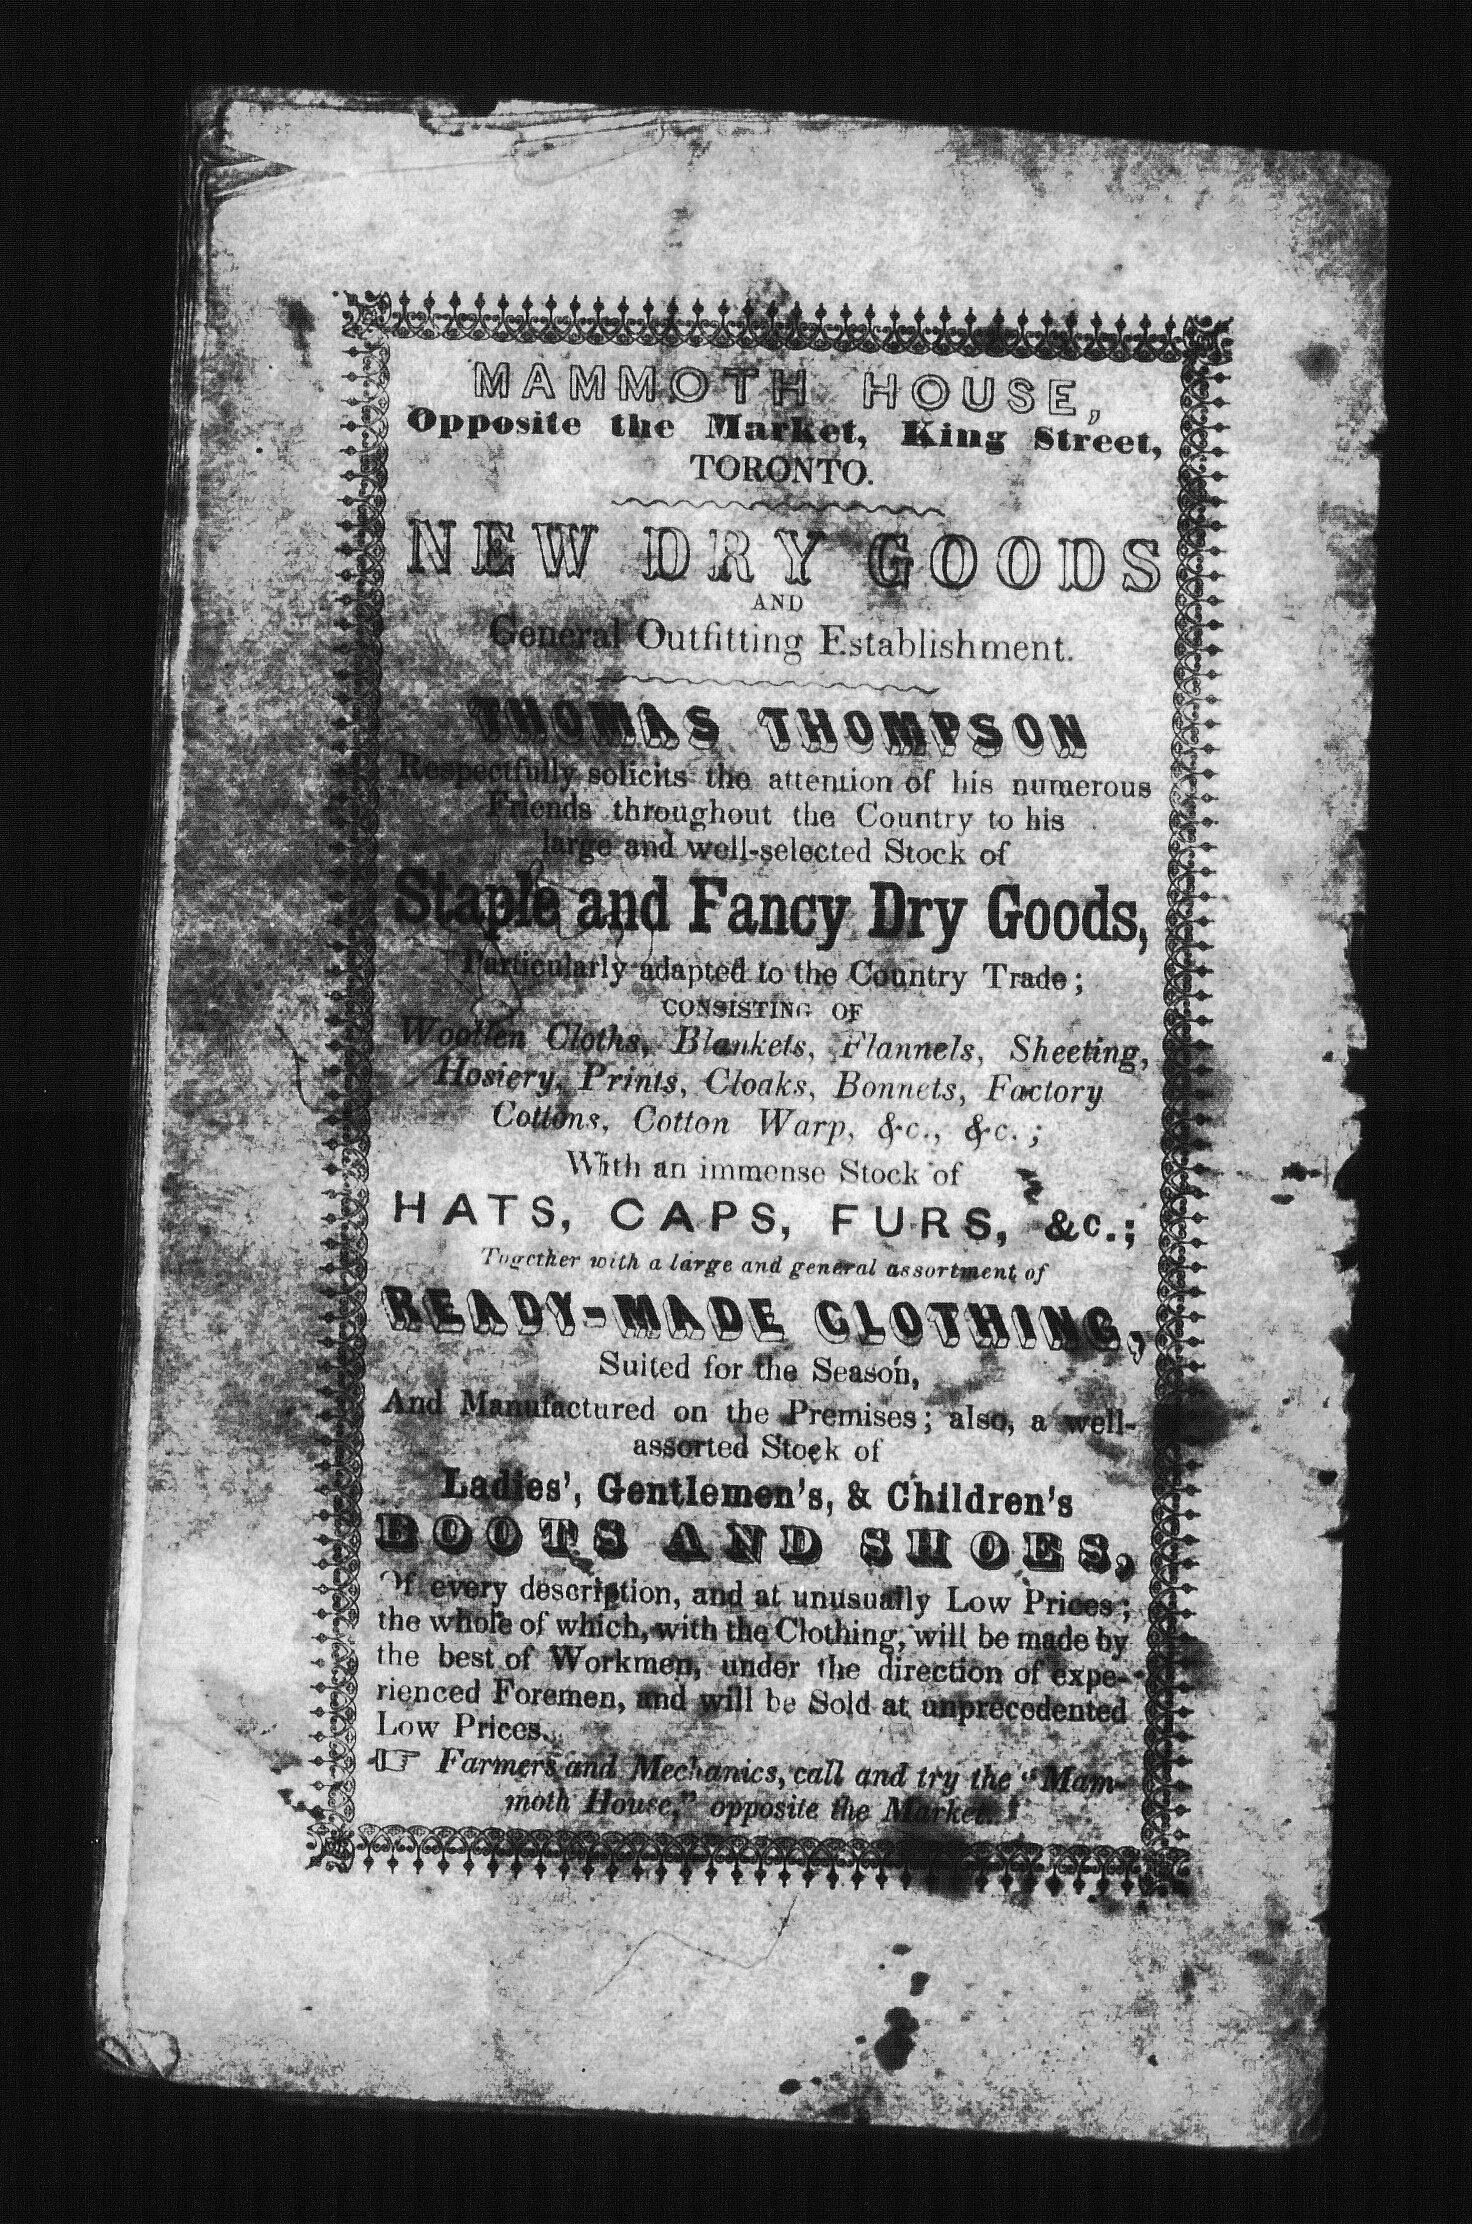 MAMMOTH HOUSE,
Opposite the Market, King Street,
TORONTO.
NEW DRY GOODS
AND
General Outfitting Establishment.
THOMAS THOMPSON
Respectfully solicits the attention of his numerous
Friends throughout the Country to his
large and well-selected Stock of
Staple and Fancy Dry Goods,
Particularly adapted to the Country Trade;
CONSISTING OF
Woollen Cloths, Blankets, Flannels, Sheeting,
Hosiery, Prints, Cloaks, Bonnets, Factory
Cottons, Cotton Warp, &c., &c.;
With an immense Stock of
HATS, CAPS, FURS, &c.;
Together with a large and general assortment of
READY-MADE CLOTHING,
Suited for the Season,
And Manufactured on the Premises; also, a well-
assorted Stock of
Ladies', Gentlemen's, & Children's
BOOTS AND SHOES,
Of every description, and at unusually Low Prices;
the whole of which, with the Clothing, will be made by
the best of Workmen, under the direction of expe-
rienced Foremen, and will be Sold at unprecedented
Low Prices.
☞ Farmers and Mechanics, call and try the "Mam-
moth House," opposite the Market.